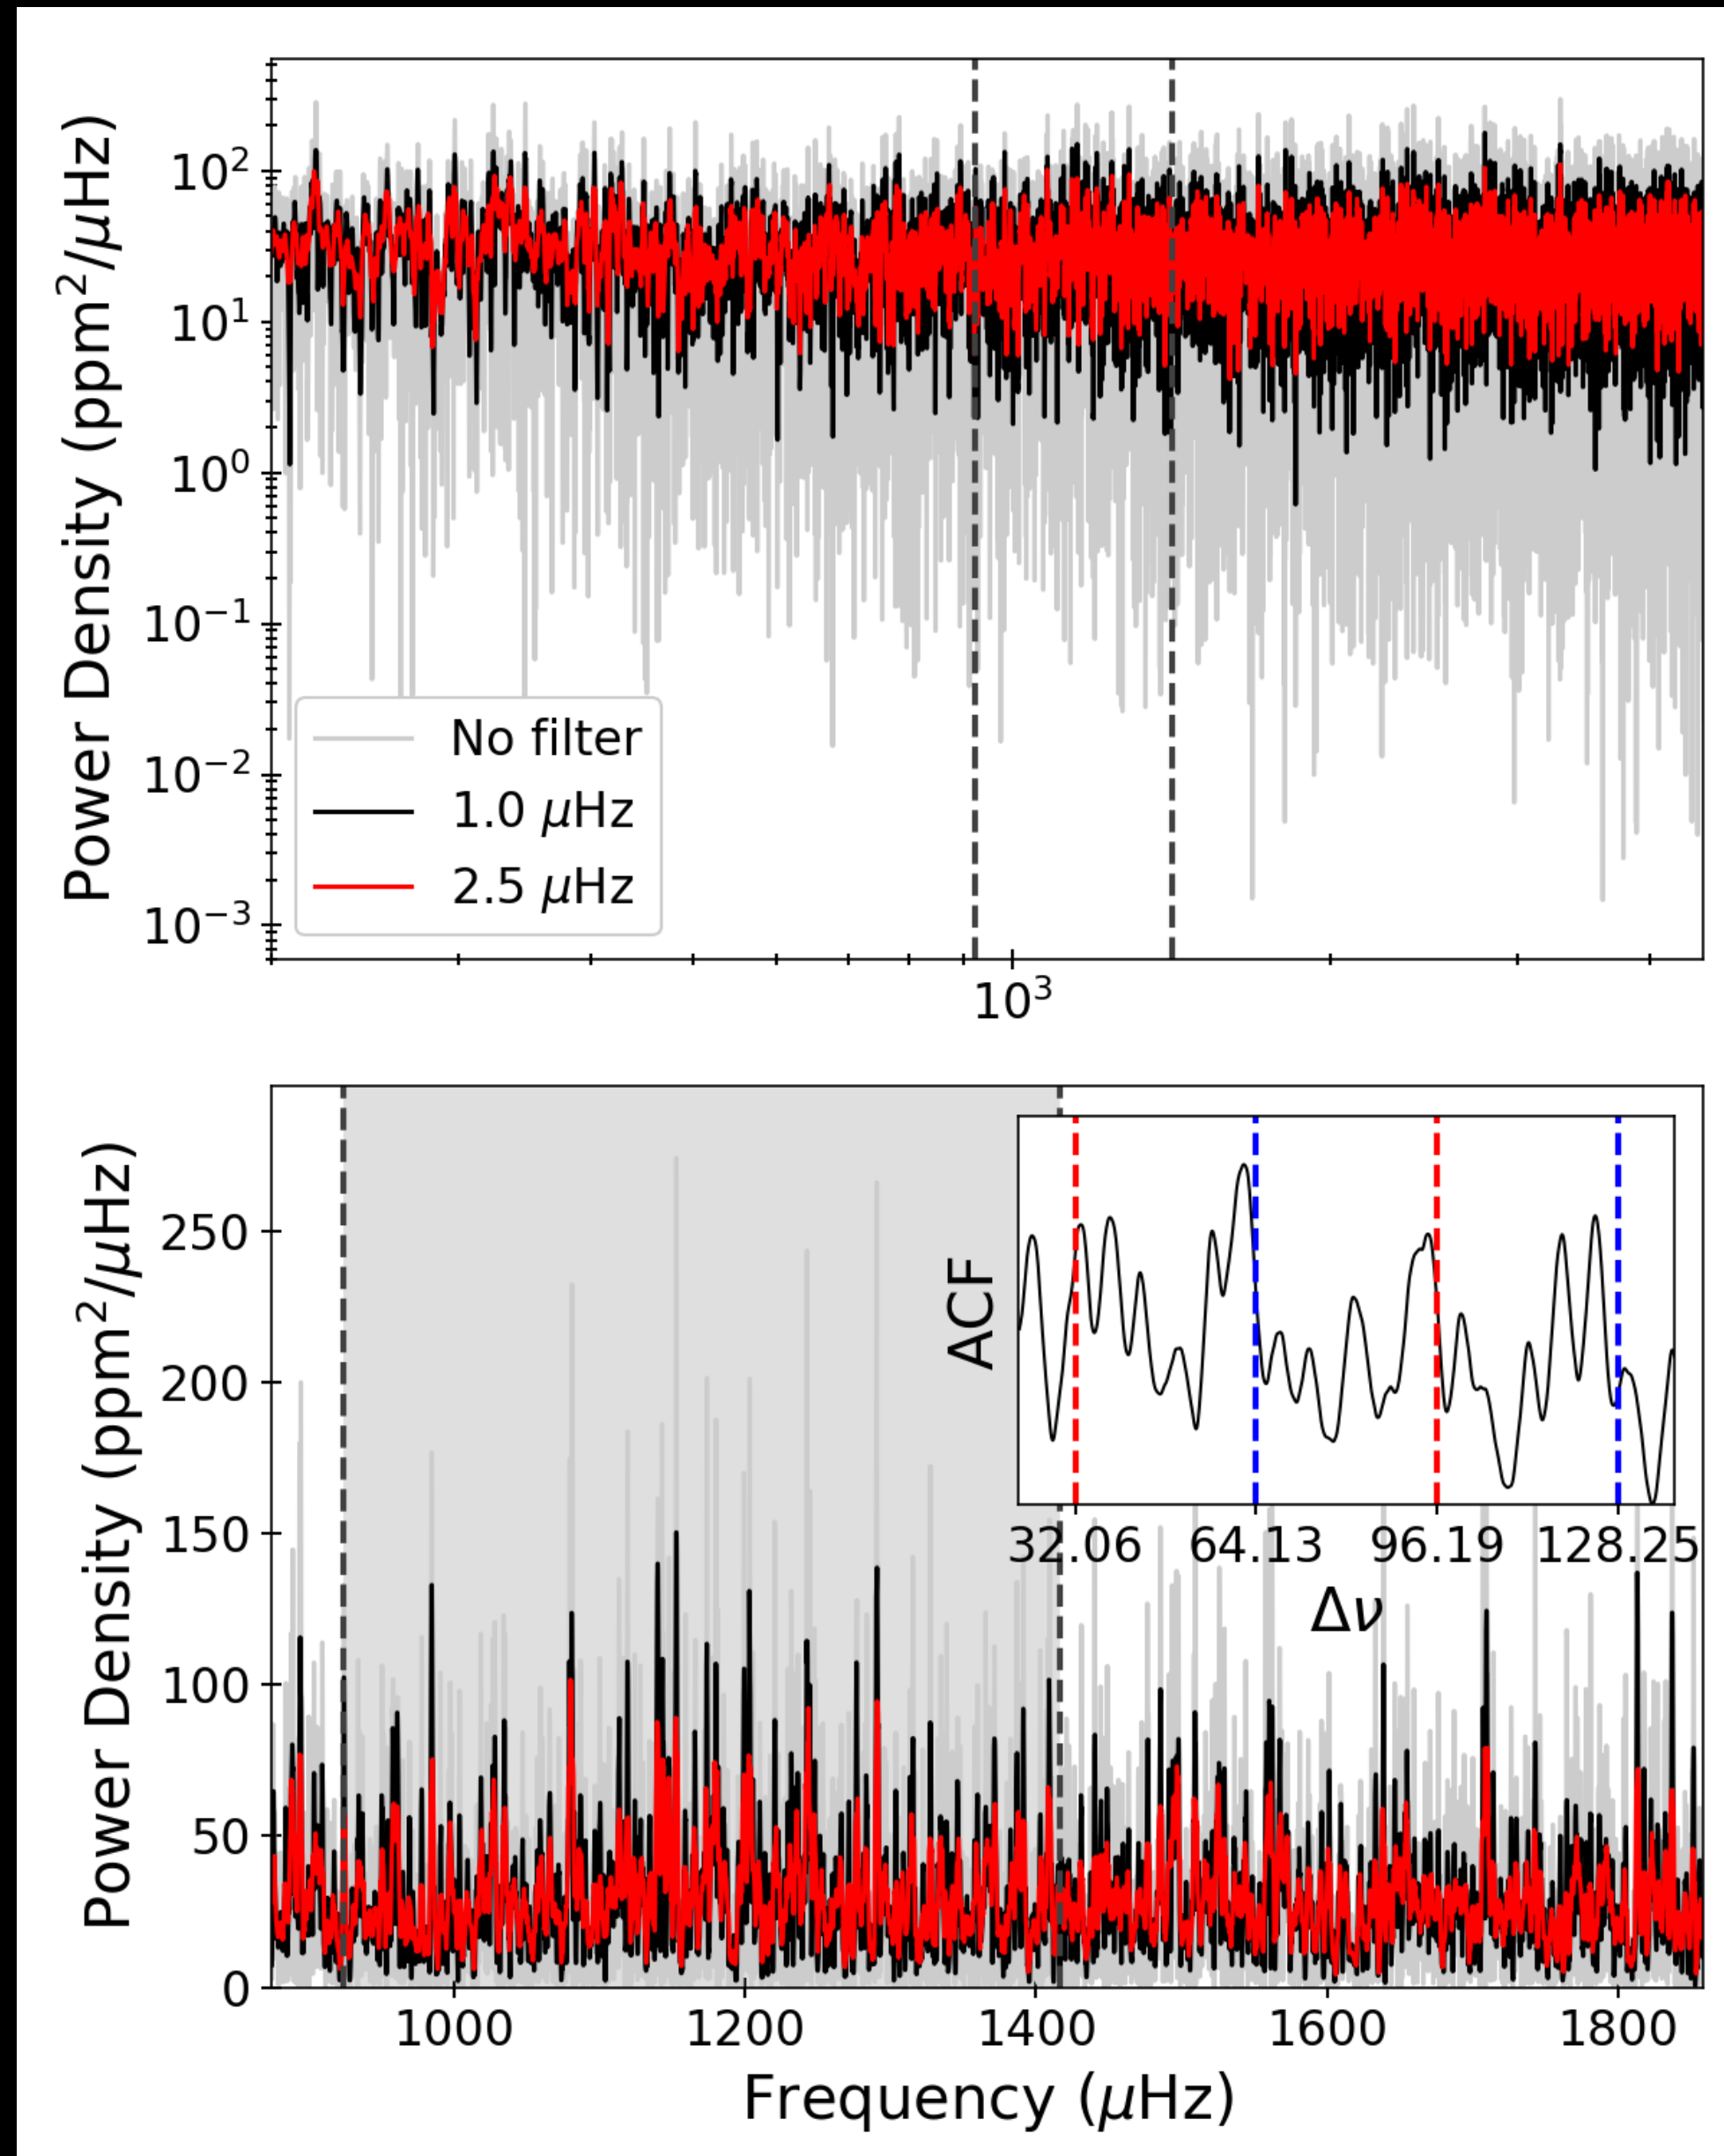 Power Density (ppm²/μHz)
10²
10¹
10⁰
10⁻¹
10⁻²
10⁻³
No filter
1.0 μHz
2.5 μHz
10³
Power Density (ppm²/μHz)
250
200
150
100
50
0
ACF
32.06 64.13 96.19 128.25
Δν
1000 1200 1400 1600 1800
Frequency (μHz)